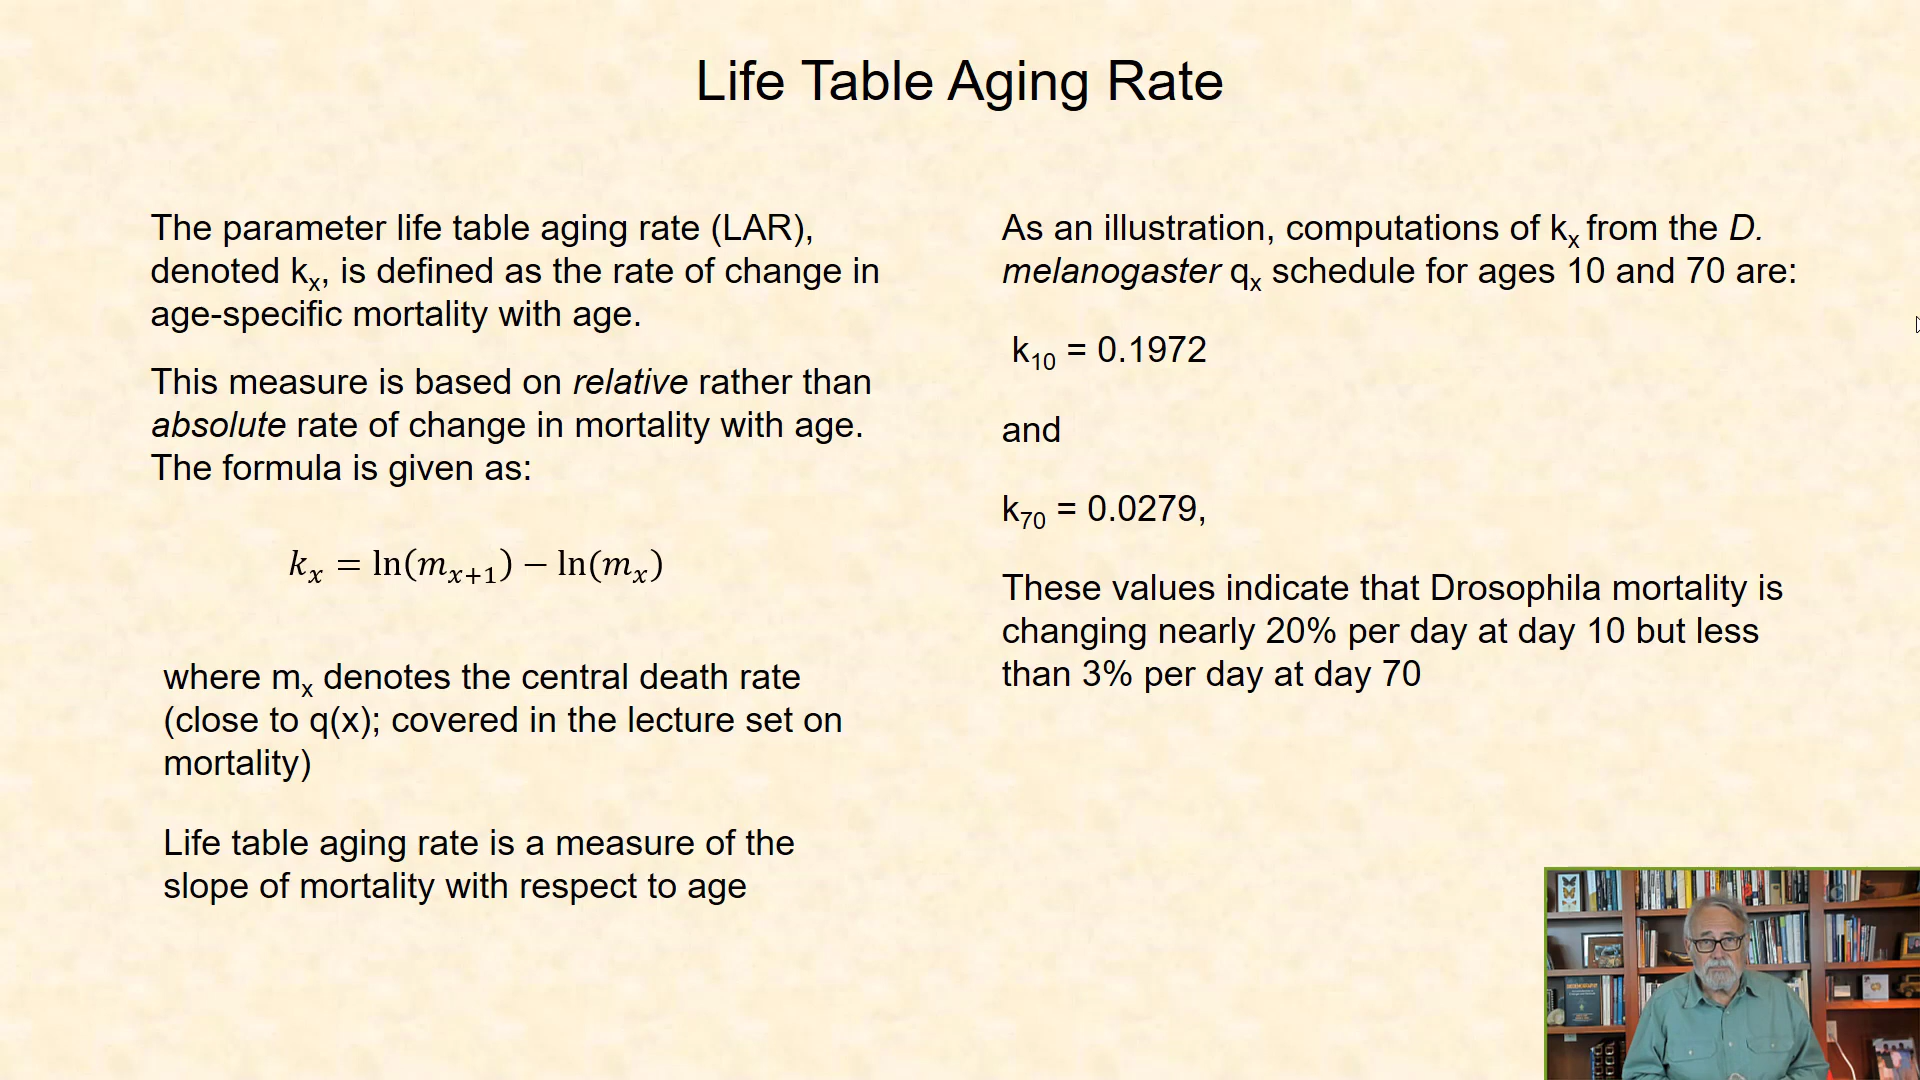 Life Table Aging Rate
The parameter life table aging rate (LAR),
denoted kₓ, is defined as the rate of change in
age-specific mortality with age.
This measure is based on relative rather than
absolute rate of change in mortality with age.
The formula is given as:
kₓ = ln(mₓ₊₁) − ln(mₓ)
where mₓ denotes the central death rate
(close to q(x); covered in the lecture set on
mortality)
Life table aging rate is a measure of the
slope of mortality with respect to age
As an illustration, computations of kₓ from the D.
melanogaster qₓ schedule for ages 10 and 70 are:
k₁₀ = 0.1972
and
k₇₀ = 0.0279,
These values indicate that Drosophila mortality is
changing nearly 20% per day at day 10 but less
than 3% per day at day 70